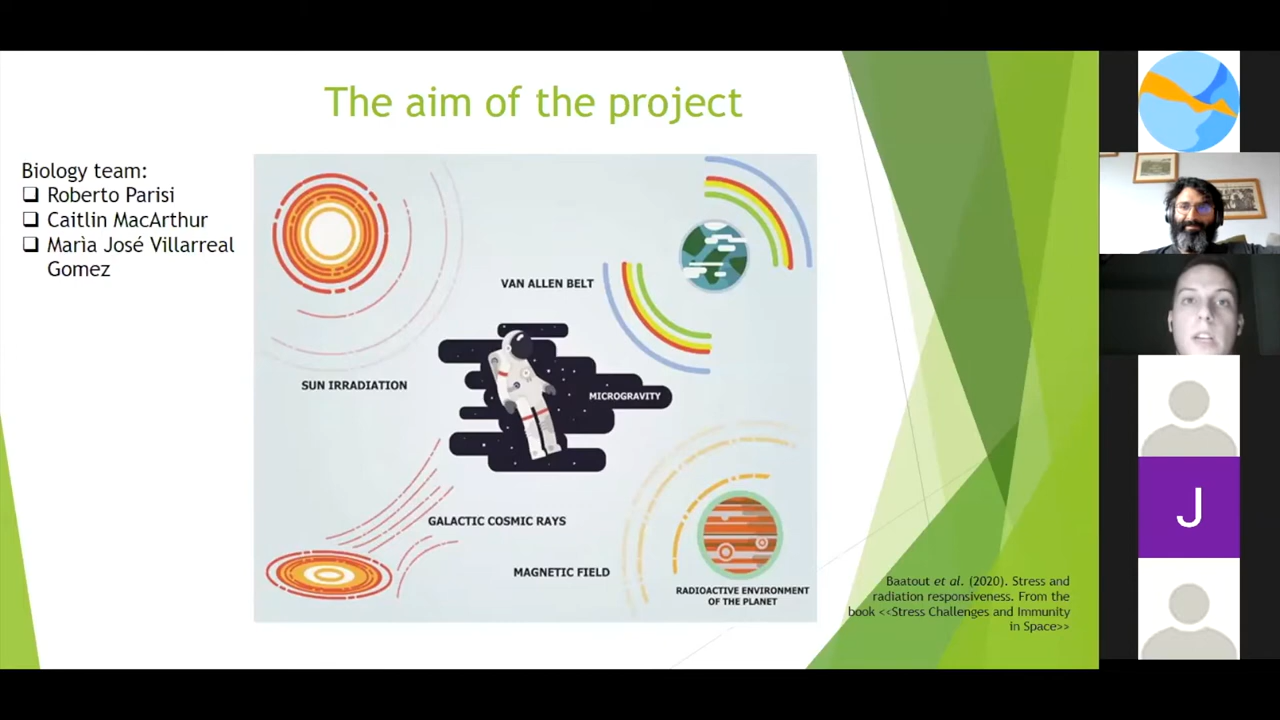 The aim of the project
Biology team:
❑ Roberto Parisi
❑ Caitlin MacArthur
❑ Marìa José Villarreal
Gomez
VAN ALLEN BELT
SUN IRRADIATION
MICROGRAVITY
GALACTIC COSMIC RAYS
MAGNETIC FIELD
RADIOACTIVE ENVIRONMENT
OF THE PLANET
Baatout et al. (2020). Stress and
radiation responsiveness. From the
book <<Stress Challenges and Immunity
in Space>>
J